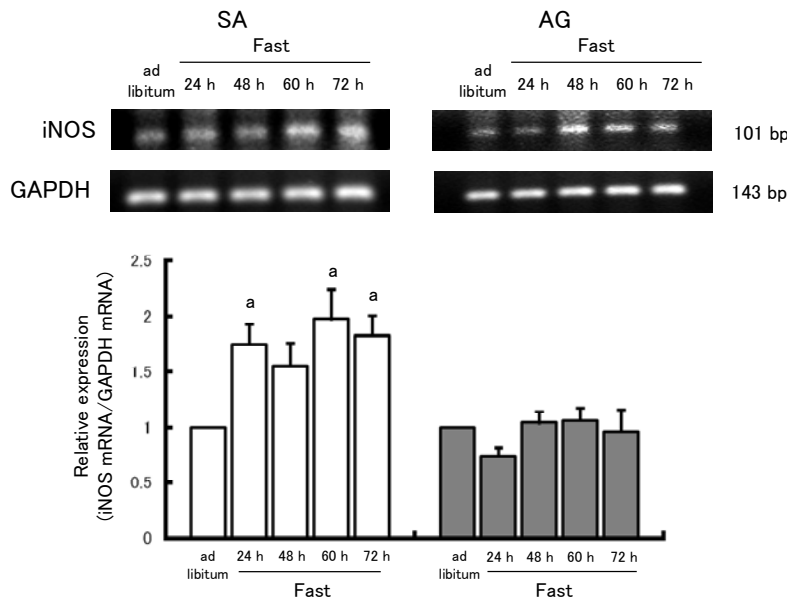 SA
AG
Fast
Fast
ad
libitum
24 h
48 h
60 h
72 h
ad
libitum
24 h
48 h
60 h
72 h
iNOS
101 bp
GAPDH
143 bp
Relative expression
(iNOS mRNA/GAPDH mRNA)
2.5
2
1.5
1
0.5
0
a
a
a
ad
libitum
24 h
48 h
60 h
72 h
Fast
ad
libitum
24 h
48 h
60 h
72 h
Fast